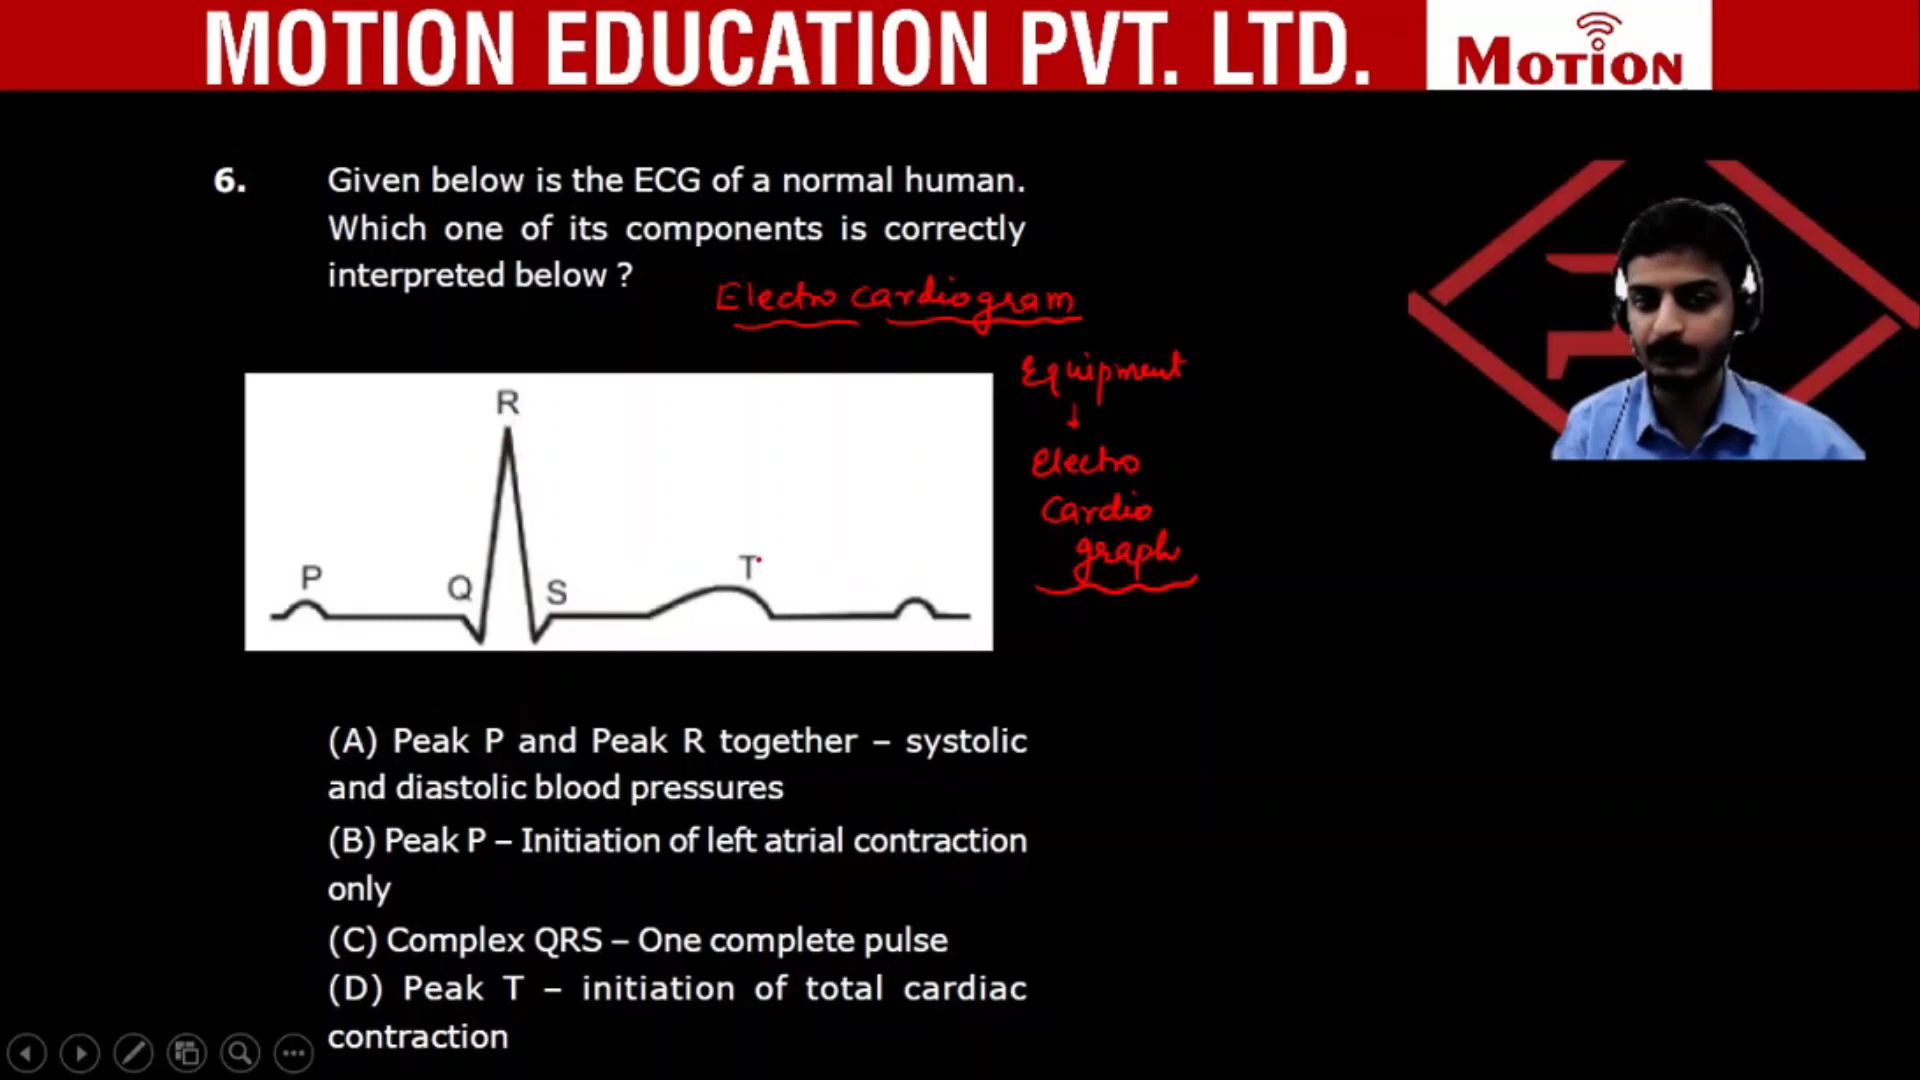 MOTION EDUCATION PVT. LTD.
MOTION
6. Given below is the ECG of a normal human.
Which one of its components is correctly
interpreted below ?
Electro cardiogram
Equipment
↓
Electro
Cardio
graph
R
P
Q
S
T
(A) Peak P and Peak R together – systolic
and diastolic blood pressures
(B) Peak P – Initiation of left atrial contraction
only
(C) Complex QRS – One complete pulse
(D) Peak T – initiation of total cardiac
contraction